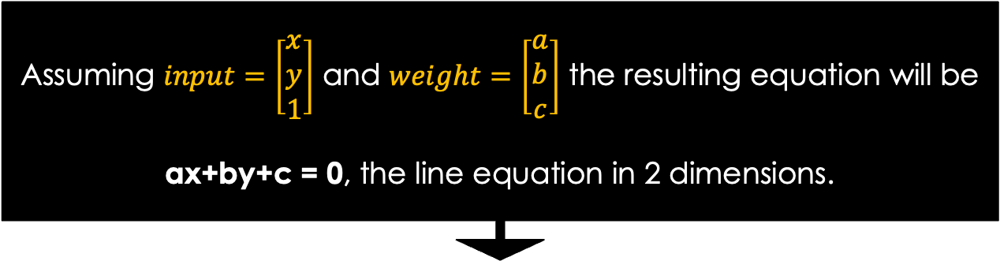 Assuming input = [x y 1] and weight = [a b c] the resulting equation will be
ax+by+c = 0, the line equation in 2 dimensions.